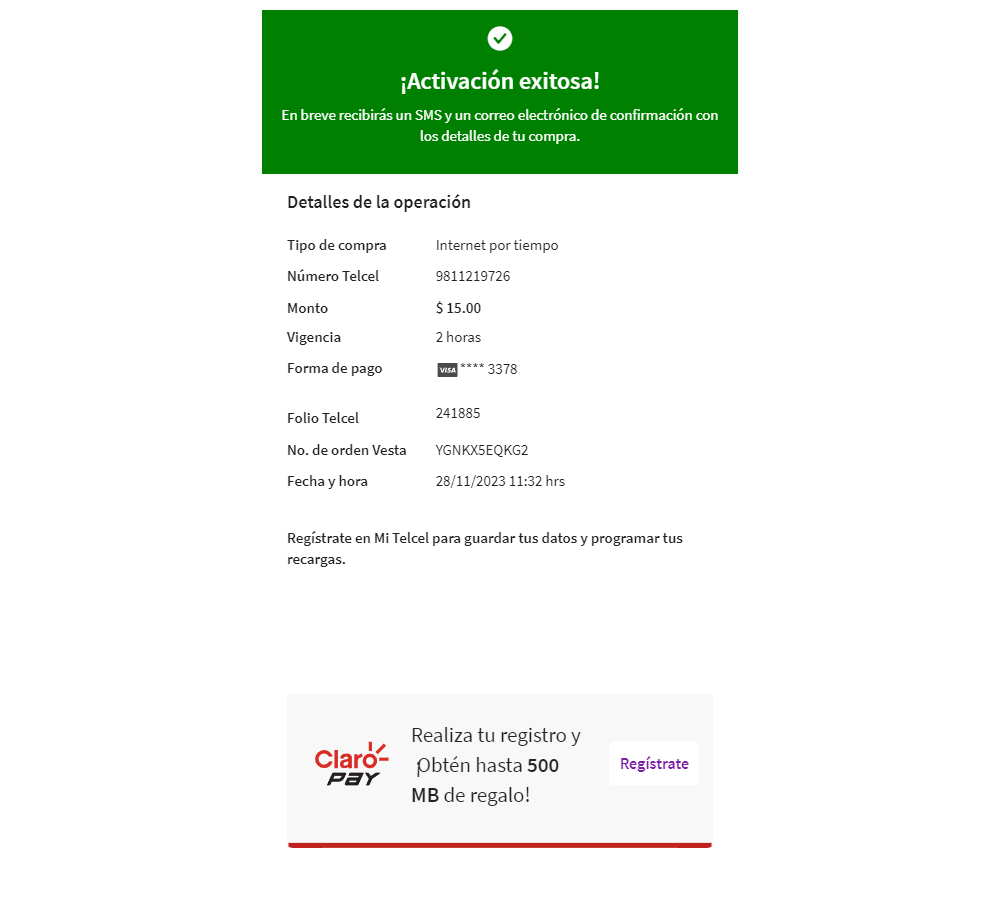 ¡Activación exitosa!
En breve recibirás un SMS y un correo electrónico de confirmación con
los detalles de tu compra.
Detalles de la operación
Tipo de compra Internet por tiempo
Número Telcel 9811219726
Monto $ 15.00
Vigencia 2 horas
Forma de pago VISA **** 3378
Folio Telcel 241885
No. de orden Vesta YGNKX5EQKG2
Fecha y hora 28/11/2023 11:32 hrs
Regístrate en Mi Telcel para guardar tus datos y programar tus
recargas.
Claro
pay
Realiza tu registro y
¡Obtén hasta 500
MB de regalo!
Regístrate